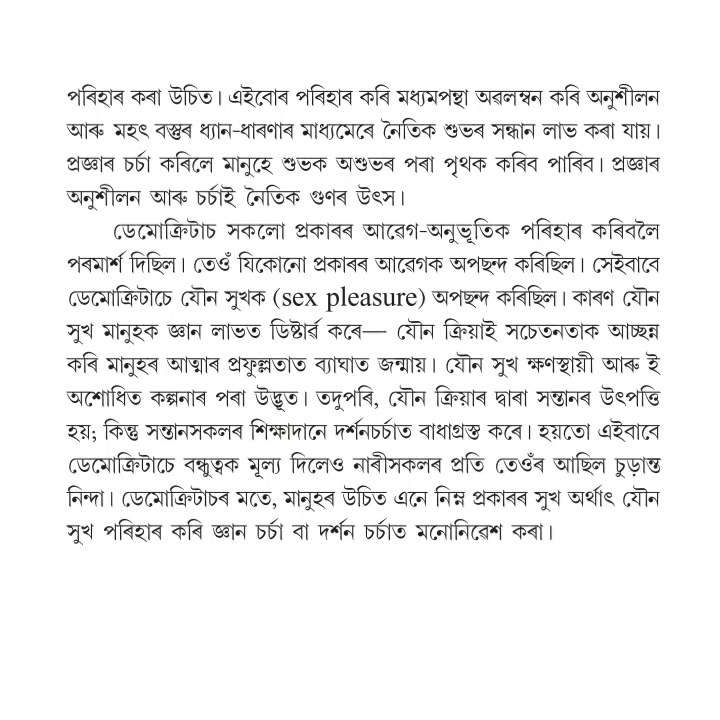 পৰিহাৰ কৰা উচিত। এইবোৰ পৰিহাৰ কৰি মধ্যমপন্থা অৱলম্বন কৰি অনুশীলন
আৰু মহৎ বস্তুৰ ধ্যান-ধাৰণাৰ মাধ্যমেৰে নৈতিক শুভৰ সন্ধান লাভ কৰা যায়।
প্ৰজ্ঞাৰ চৰ্চা কৰিলে মানুহে শুভক অশুভৰ পৰা পৃথক কৰিব পাৰিব। প্ৰজ্ঞাৰ
অনুশীলন আৰু চৰ্চাই নৈতিক গুণৰ উৎস।
ডেমোক্ৰিটাচ সকলো প্ৰকাৰৰ আৱেগ-অনুভূতিক পৰিহাৰ কৰিবলৈ
পৰমাৰ্শ দিছিল। তেওঁ যিকোনো প্ৰকাৰৰ আৱেগক অপছন্দ কৰিছিল। সেইবাবে
ডেমোক্ৰিটাচে যৌন সুখক (sex pleasure) অপছন্দ কৰিছিল। কাৰণ যৌন
সুখ মানুহক জ্ঞান লাভত ডিষ্টাৰ্ব কৰে— যৌন ক্ৰিয়াই সচেতনতাক আচ্ছন্ন
কৰি মানুহৰ আত্মাৰ প্ৰফুল্লতাত ব্যাঘাত জন্মায়। যৌন সুখ ক্ষণস্থায়ী আৰু ই
অশোধিত কল্পনাৰ পৰা উদ্ভূত। তদুপৰি, যৌন ক্ৰিয়াৰ দ্বাৰা সন্তানৰ উৎপত্তি
হয়; কিন্তু সন্তানসকলৰ শিক্ষাদানে দৰ্শনচৰ্চাত বাধাগ্ৰস্ত কৰে। হয়তো এইবাবে
ডেমোক্ৰিটাচে বন্ধুত্বক মূল্য দিলেও নাৰীসকলৰ প্ৰতি তেওঁৰ আছিল চুড়ান্ত
নিন্দা। ডেমোক্ৰিটাচৰ মতে, মানুহৰ উচিত এনে নিম্ন প্ৰকাৰৰ সুখ অৰ্থাৎ যৌন
সুখ পৰিহাৰ কৰি জ্ঞান চৰ্চা বা দৰ্শন চৰ্চাত মনোনিৱেশ কৰা।